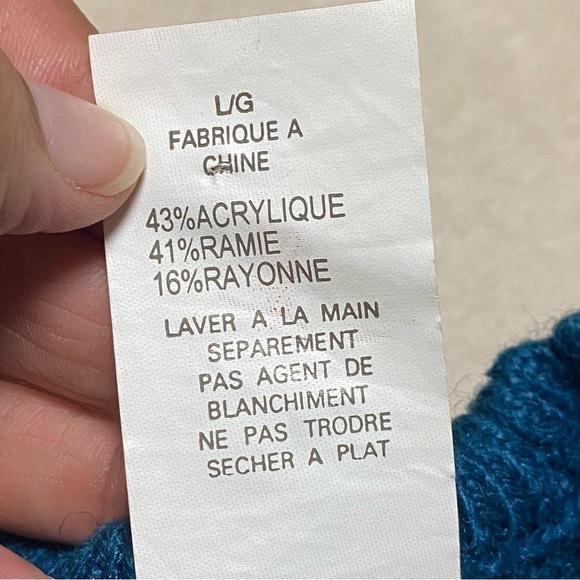 L/G
FABRIQUE A
CHINE
43%ACRYLIQUE
41%RAMIE
16%RAYONNE
LAVER A LA MAIN
SEPAREMENT
PAS AGENT DE
BLANCHIMENT
NE PAS TRODRE
SECHER A PLAT